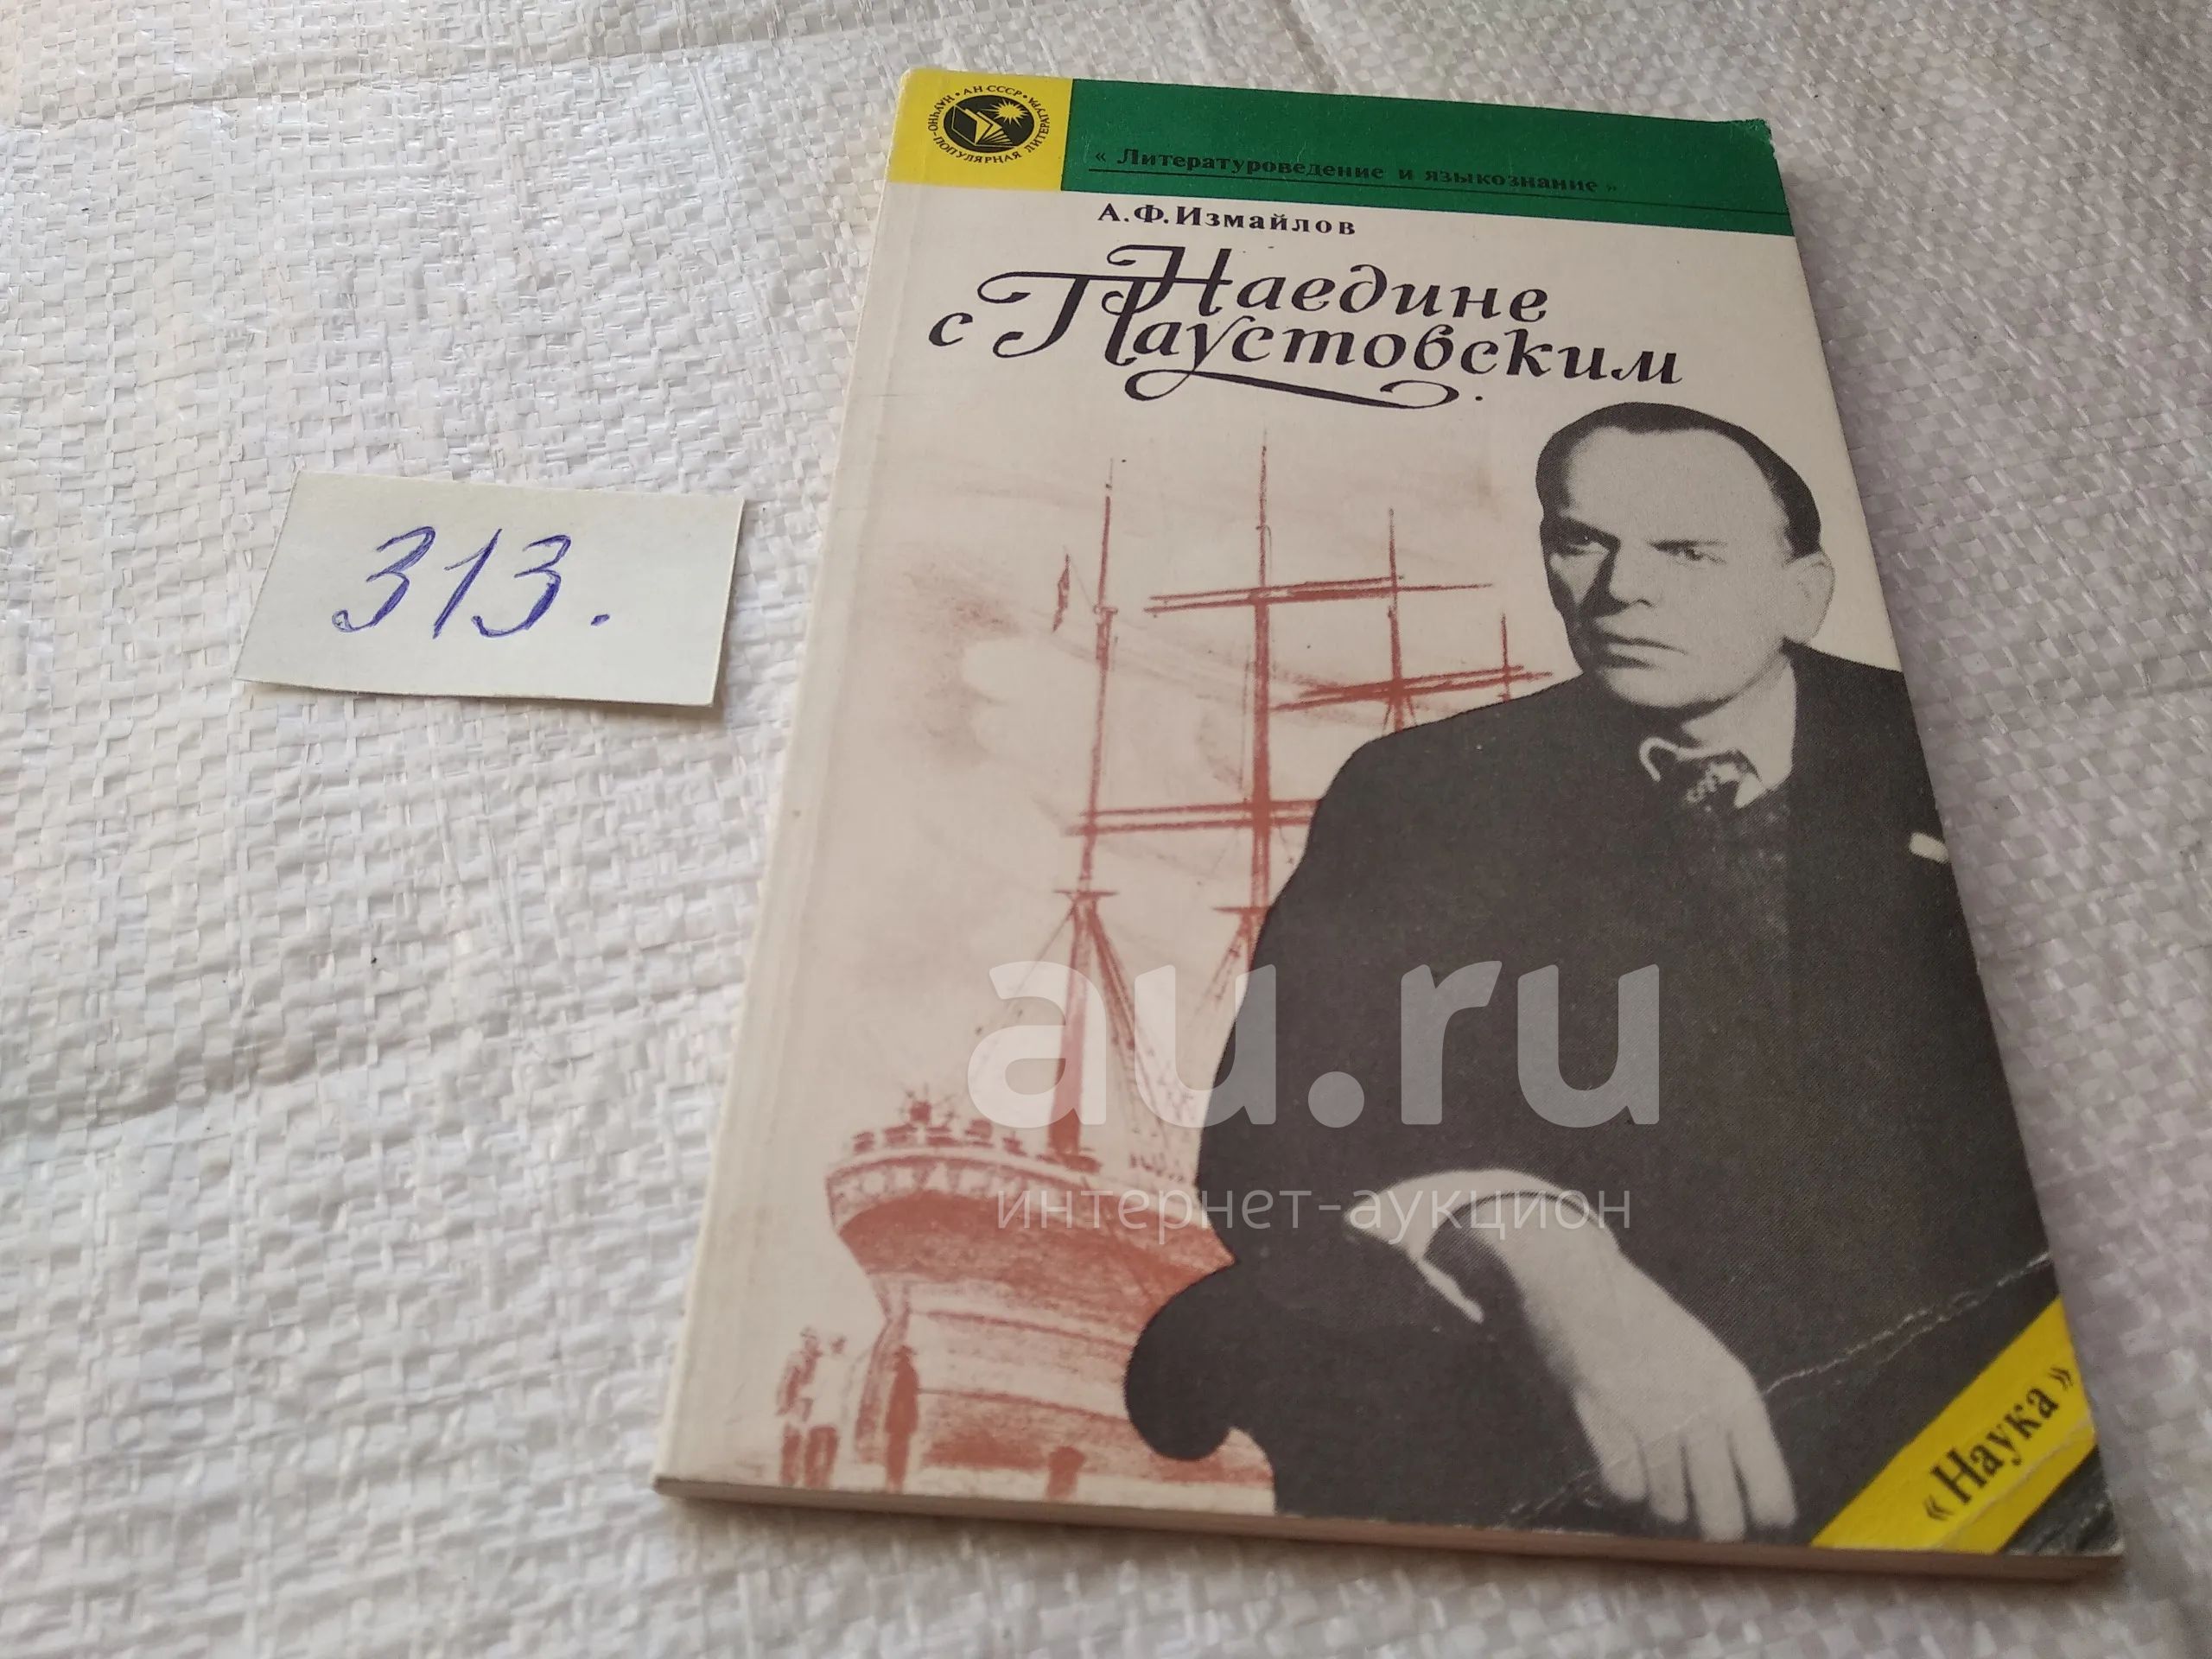 • АН СССР •
НАУЧНО-ПОПУЛЯРНАЯ ЛИТЕРАТУРА
« Литературоведение и языкознание »
А.Ф.Измайлов
Наедине
с Паустовским
313.
au.ru
интернет-аукцион
« Наука »